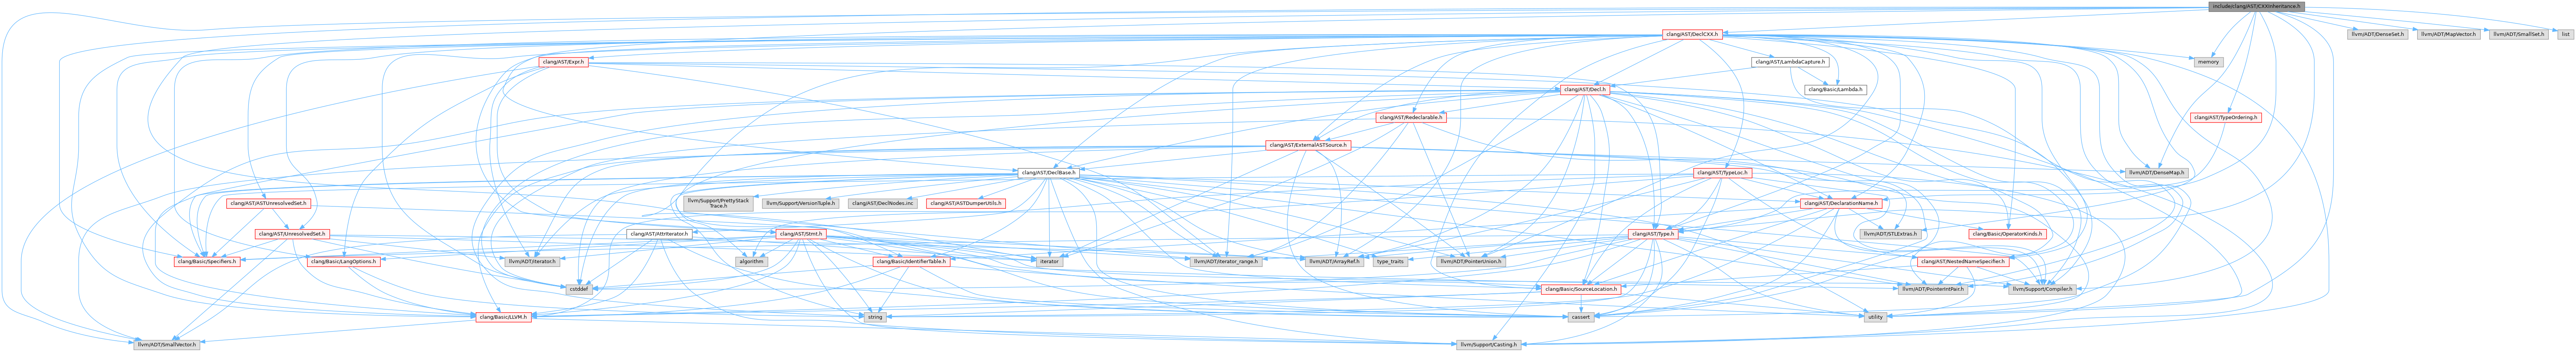 include/clang/AST/CXXInheritance.h
clang/AST/DeclCXX.h
llvm/ADT/DenseSet.h
llvm/ADT/MapVector.h
llvm/ADT/SmallSet.h
list
clang/AST/Expr.h
clang/AST/LambdaCapture.h
memory
clang/AST/Decl.h
clang/Basic/Lambda.h
clang/AST/Redeclarable.h
clang/AST/TypeOrdering.h
clang/AST/ExternalASTSource.h
clang/AST/DeclBase.h
clang/AST/TypeLoc.h
llvm/ADT/DenseMap.h
clang/AST/ASTUnresolvedSet.h
llvm/Support/PrettyStack
Trace.h
llvm/Support/VersionTuple.h
clang/AST/DeclNodes.inc
clang/AST/ASTDumperUtils.h
clang/AST/DeclarationName.h
clang/AST/UnresolvedSet.h
clang/AST/AttrIterator.h
clang/AST/Stmt.h
clang/AST/Type.h
llvm/ADT/STLExtras.h
clang/Basic/OperatorKinds.h
clang/Basic/Specifiers.h
clang/Basic/LangOptions.h
llvm/ADT/iterator.h
algorithm
clang/Basic/IdentifierTable.h
iterator
llvm/ADT/iterator_range.h
llvm/ADT/ArrayRef.h
type_traits
llvm/ADT/PointerUnion.h
clang/AST/NestedNameSpecifier.h
cstddef
clang/Basic/SourceLocation.h
llvm/ADT/PointerIntPair.h
llvm/Support/Compiler.h
clang/Basic/LLVM.h
string
cassert
utility
llvm/ADT/SmallVector.h
llvm/Support/Casting.h